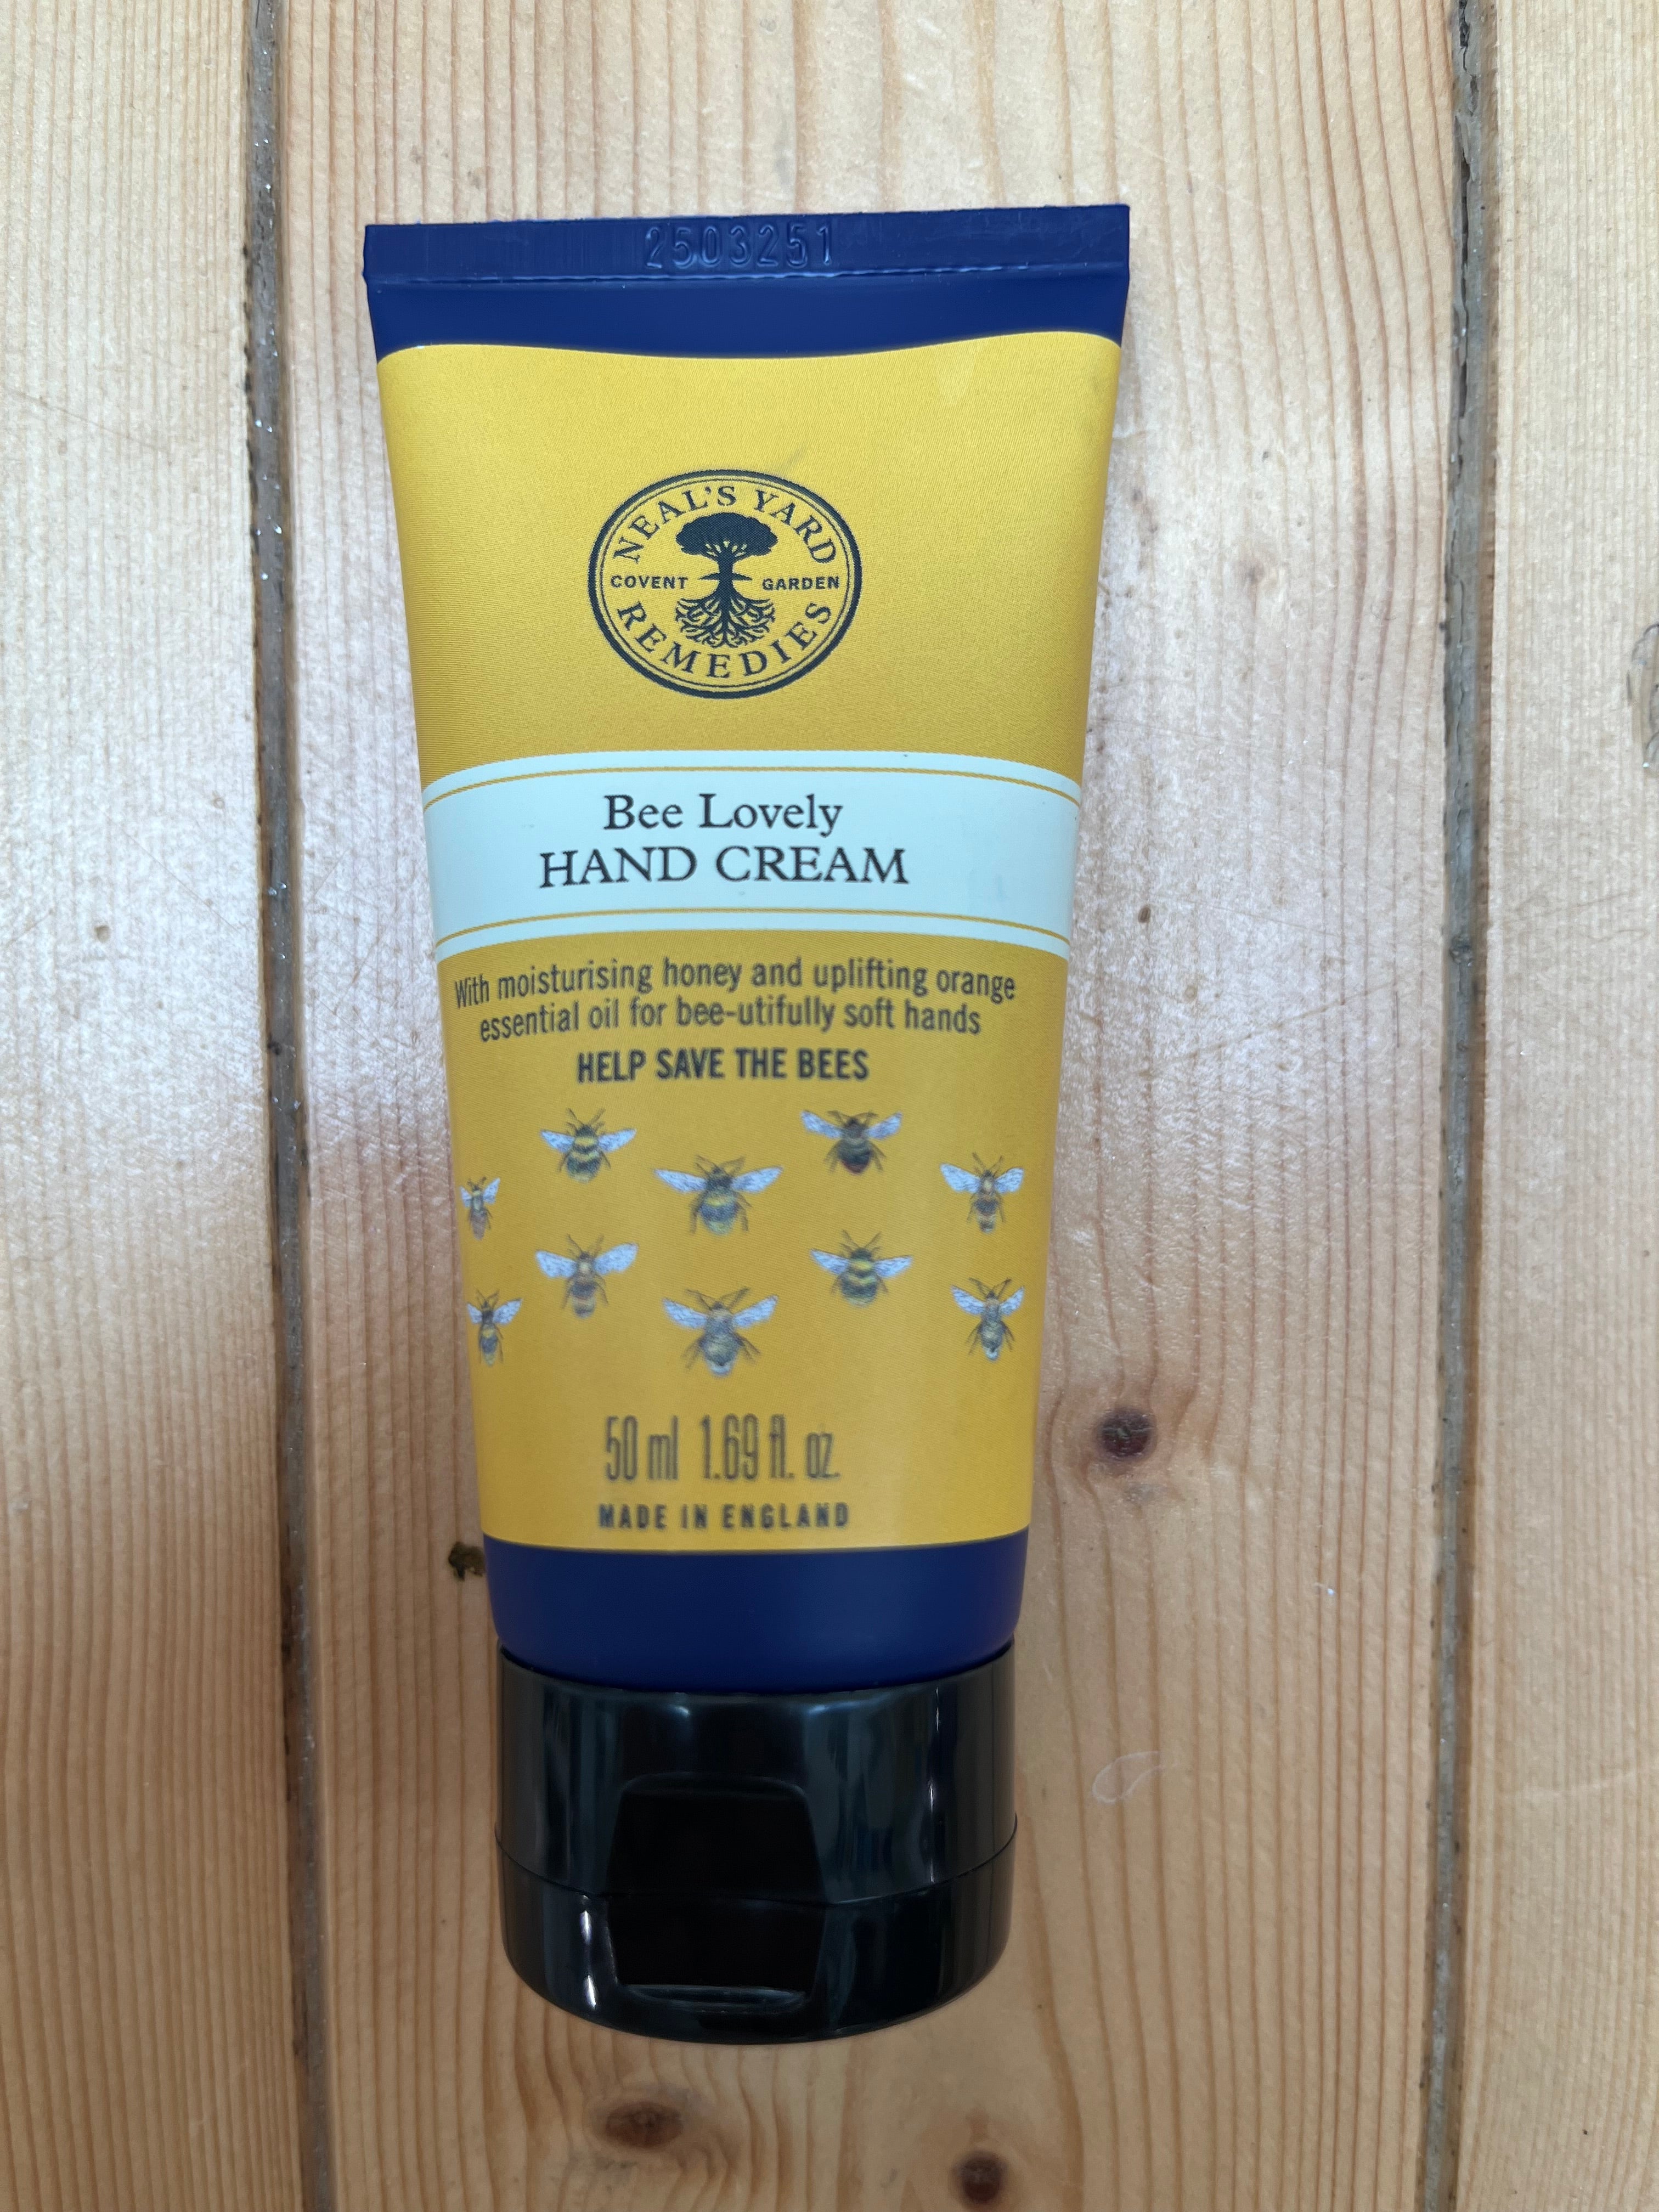 2503251
NEAL'S YARD
COVENT GARDEN
REMEDIES
Bee Lovely
HAND CREAM
With moisturising honey and uplifting orange
essential oil for bee-utifully soft hands
HELP SAVE THE BEES
50 ml 1.69 fl. oz.
MADE IN ENGLAND